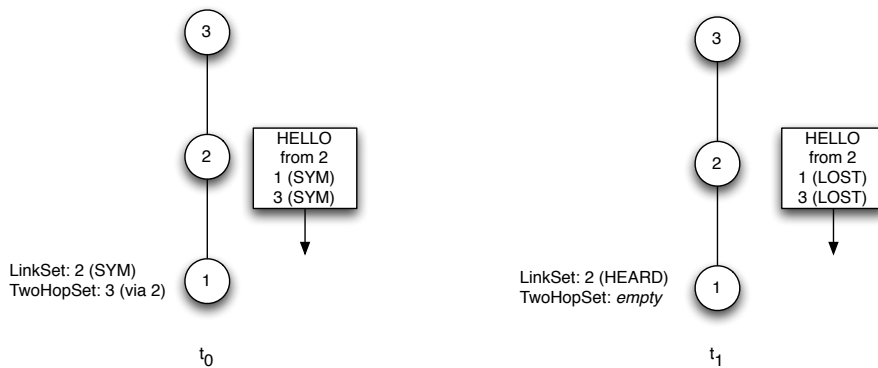 3
2
HELLO
from 2
1 (SYM)
3 (SYM)
LinkSet: 2 (SYM)
TwoHopSet: 3 (via 2)
1
t0
3
2
HELLO
from 2
1 (LOST)
3 (LOST)
LinkSet: 2 (HEARD)
TwoHopSet: empty
1
t1